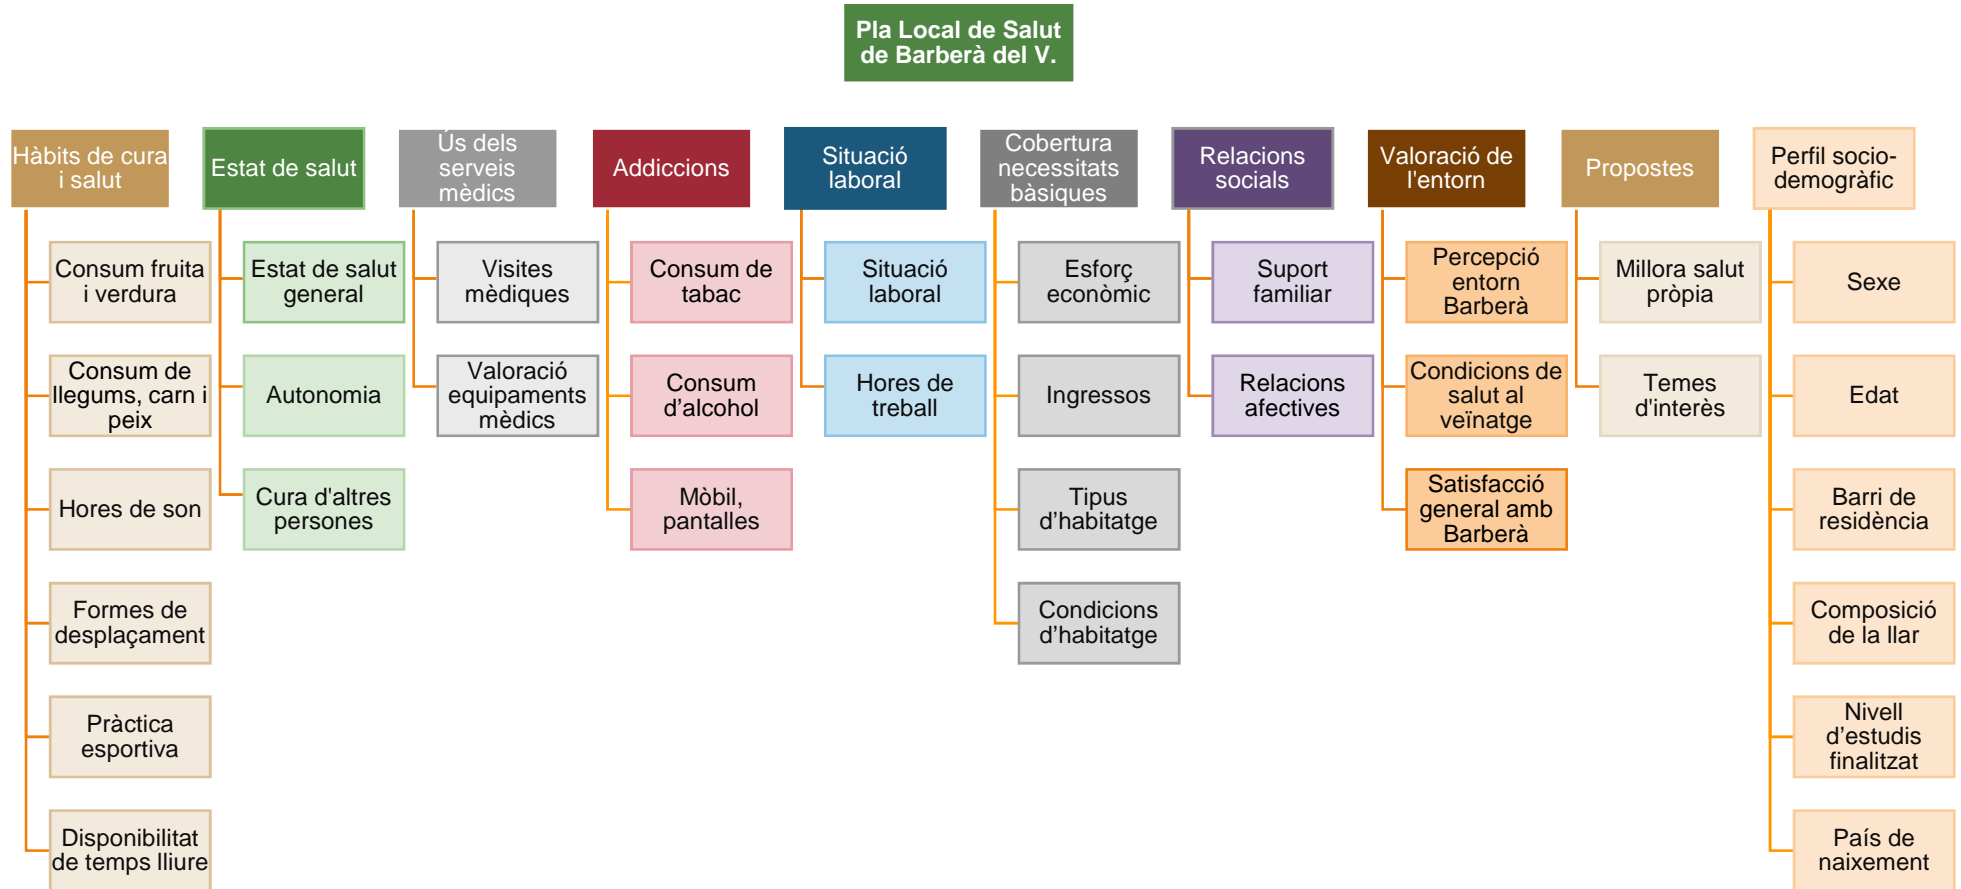 Pla Local de Salut
de Barberà del V.
Hàbits de cura
i salut
Consum fruita
i verdura
Consum de
llegums, carn i
peix
Hores de son
Formes de
desplaçament
Pràctica
esportiva
Disponibilitat
de temps lliure
Estat de salut
Estat de salut
general
Autonomia
Cura d'altres
persones
Ús dels
serveis
mèdics
Visites
mèdiques
Valoració
equipaments
mèdics
Addiccions
Consum de
tabac
Consum
d’alcohol
Mòbil,
pantalles
Situació
laboral
Situació
laboral
Hores de
treball
Cobertura
necessitats
bàsiques
Esforç
econòmic
Ingressos
Tipus
d’habitatge
Condicions
d’habitatge
Relacions
socials
Suport
familiar
Relacions
afectives
Valoració de
l'entorn
Percepció
entorn
Barberà
Condicions de
salut al
veïnatge
Satisfacció
general amb
Barberà
Propostes
Millora salut
pròpia
Temes
d'interès
Perfil socio-
demogràfic
Sexe
Edat
Barri de
residència
Composició
de la llar
Nivell
d’estudis
finalitzat
País de
naixement